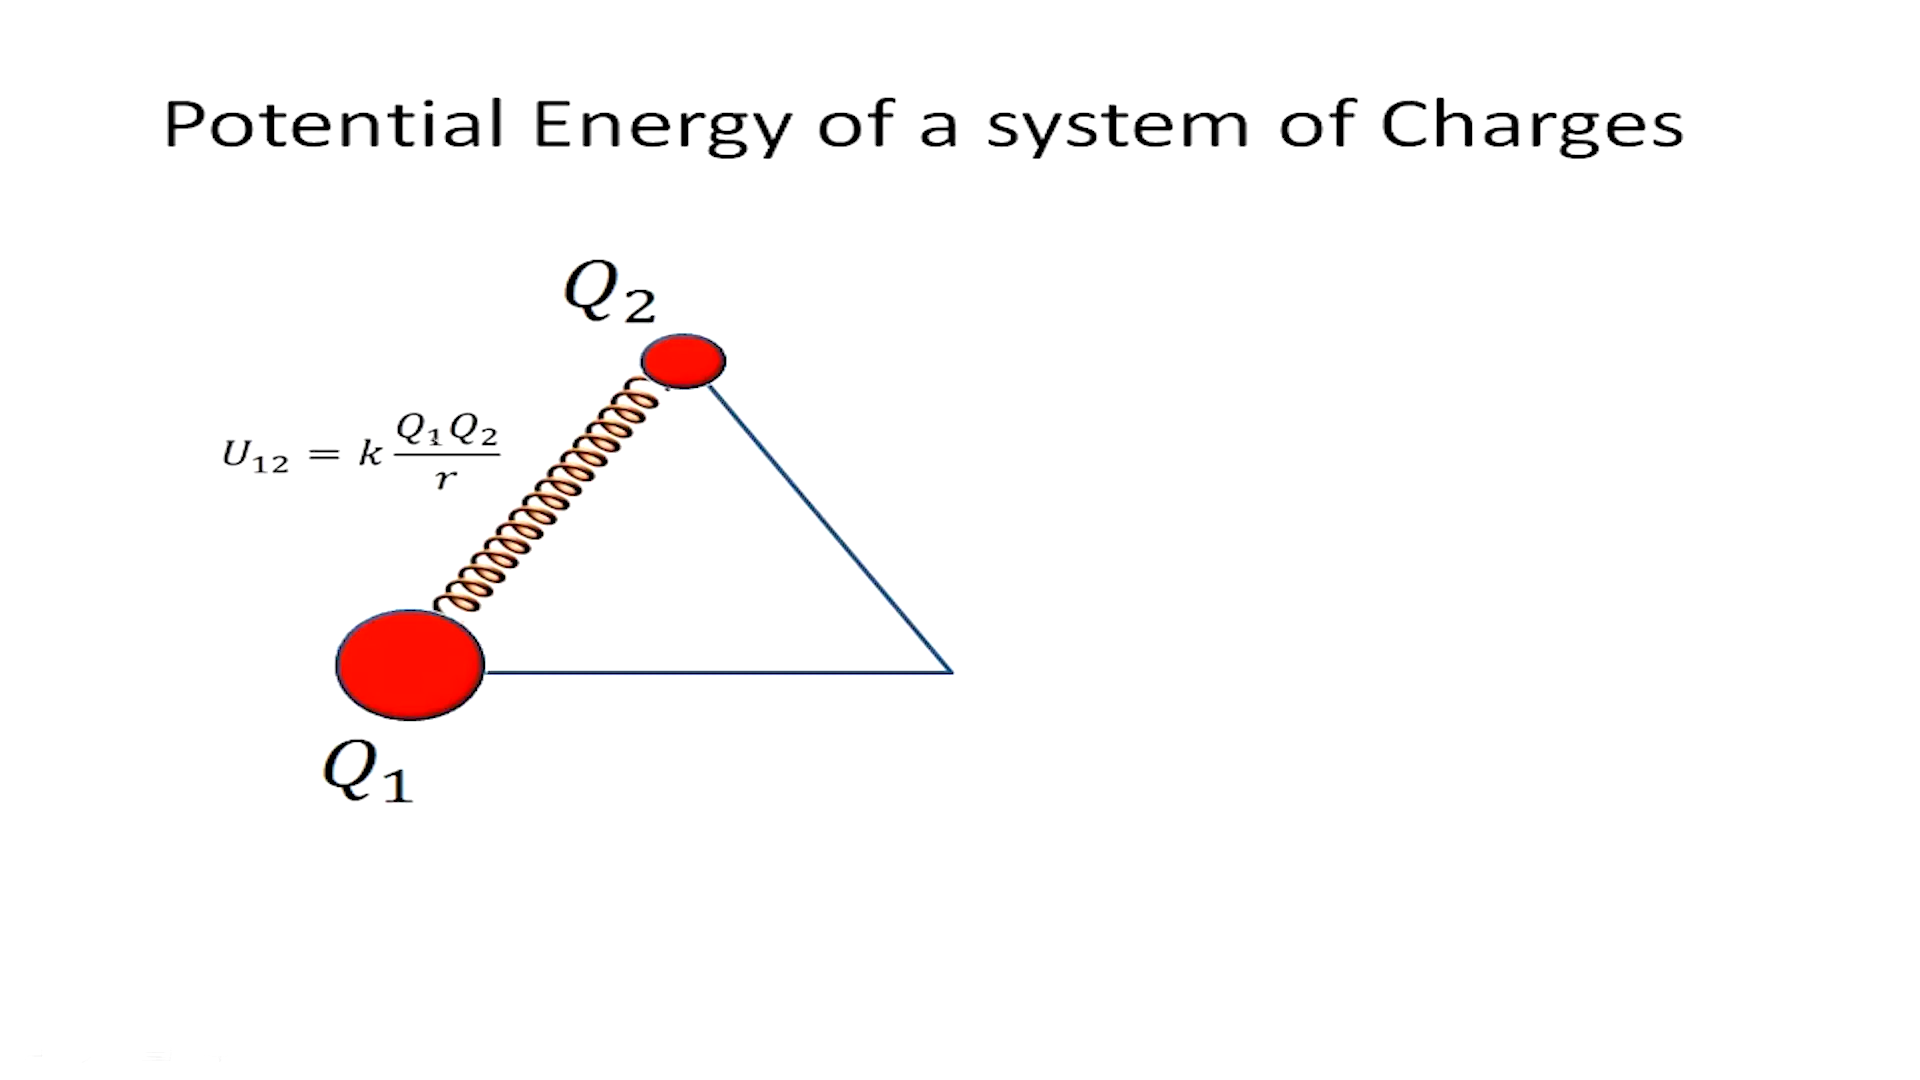 Potential Energy of a system of Charges
Q₂
U₁₂ = k Q₁Q₂/r
Q₁